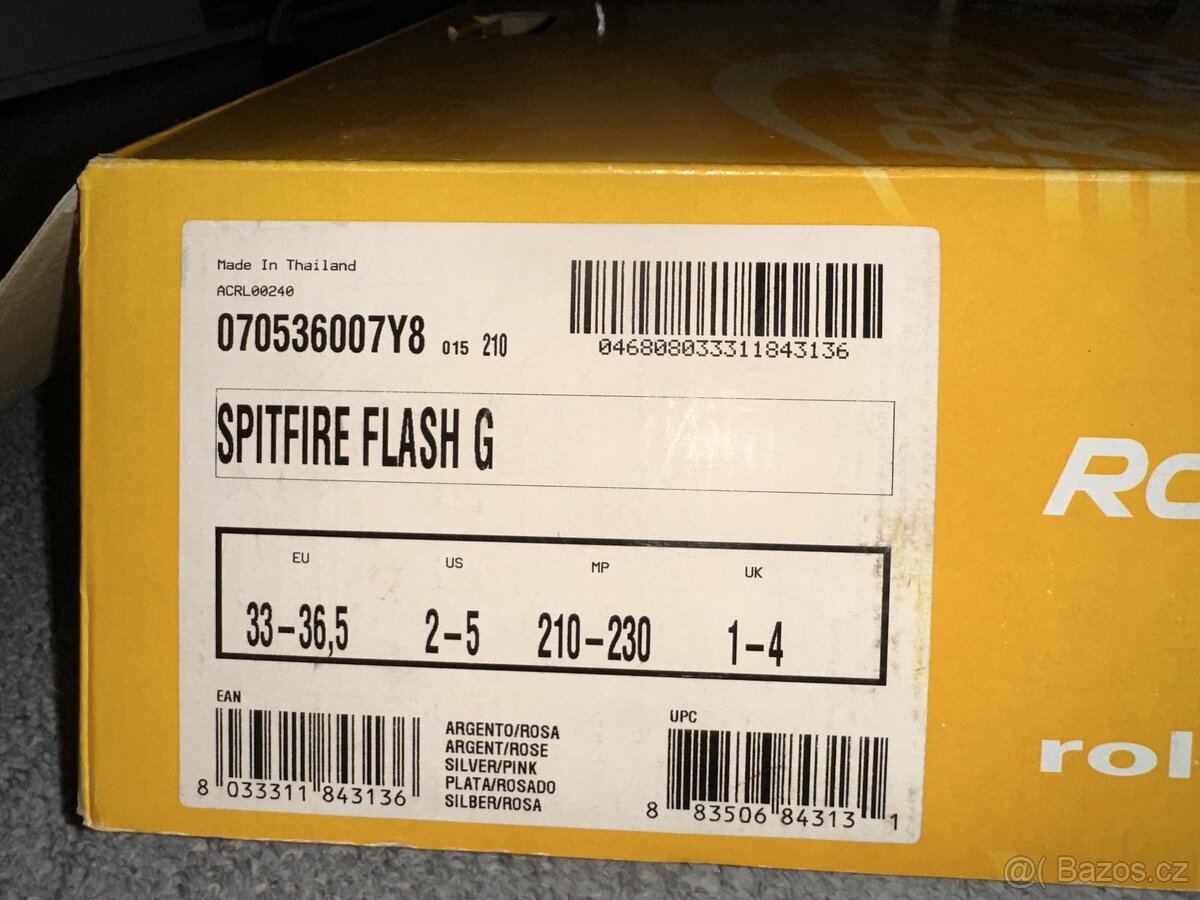 Made In Thailand
ACRL00240
070536007Y8 015 210
046808033311843136
SPITFIRE FLASH G
EU US MP UK
33-36,5 2-5 210-230 1-4
EAN
8 033311 843136
ARGENTO/ROSA
ARGENT/ROSE
SILVER/PINK
PLATA/ROSADO
SILBER/ROSA
UPC
8 83506 84313 1
Ro
rol
@( Bazos.cz